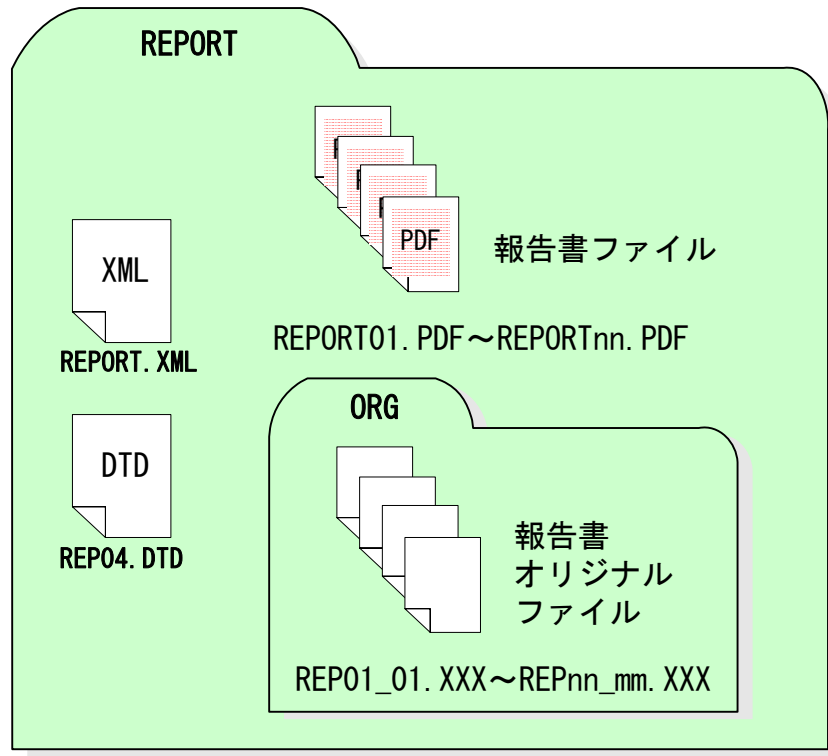 REPORT
PDF
報告書ファイル
XML
REPORT.XML
REPORT01.PDF～REPORTnn.PDF
ORG
DTD
REP04.DTD
報告書
オリジナル
ファイル
REP01_01.XXX～REPnn_mm.XXX